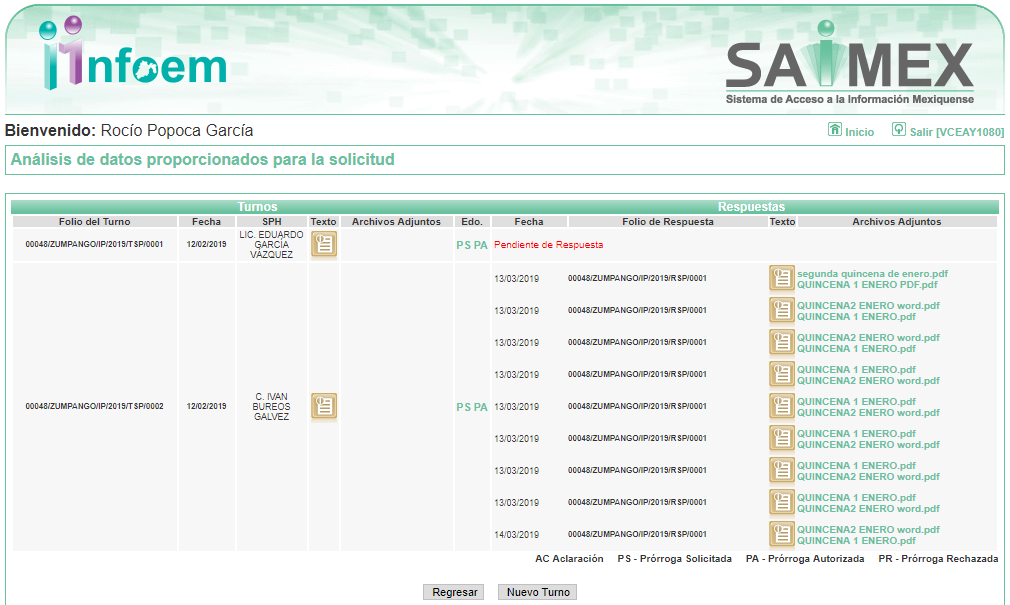 infoem
SAIMEX
Sistema de Acceso a la Información Mexiquense
Bienvenido: Rocío Popoca García
Inicio Salir [VCEAY1080]
Análisis de datos proporcionados para la solicitud
Turnos Respuestas
Folio del Turno Fecha SPH Texto Archivos Adjuntos Edo. Fecha Folio de Respuesta Texto Archivos Adjuntos
00048/ZUMPANGO/IP/2019/TSP/0001 12/02/2019 LIC. EDUARDO
GARCÍA
VÁZQUEZ
PS PA Pendiente de Respuesta
00048/ZUMPANGO/IP/2019/TSP/0002 12/02/2019 C. IVAN
BUREOS
GALVEZ
PS PA
13/03/2019 00048/ZUMPANGO/IP/2019/RSP/0001 segunda quincena de enero.pdf
QUINCENA 1 ENERO PDF.pdf
13/03/2019 00048/ZUMPANGO/IP/2019/RSP/0001 QUINCENA2 ENERO word.pdf
QUINCENA 1 ENERO.pdf
13/03/2019 00048/ZUMPANGO/IP/2019/RSP/0001 QUINCENA2 ENERO word.pdf
QUINCENA 1 ENERO.pdf
13/03/2019 00048/ZUMPANGO/IP/2019/RSP/0001 QUINCENA 1 ENERO.pdf
QUINCENA2 ENERO word.pdf
13/03/2019 00048/ZUMPANGO/IP/2019/RSP/0001 QUINCENA 1 ENERO.pdf
QUINCENA2 ENERO word.pdf
13/03/2019 00048/ZUMPANGO/IP/2019/RSP/0001 QUINCENA 1 ENERO.pdf
QUINCENA2 ENERO word.pdf
13/03/2019 00048/ZUMPANGO/IP/2019/RSP/0001 QUINCENA 1 ENERO.pdf
QUINCENA2 ENERO word.pdf
13/03/2019 00048/ZUMPANGO/IP/2019/RSP/0001 QUINCENA 1 ENERO.pdf
QUINCENA2 ENERO word.pdf
14/03/2019 00048/ZUMPANGO/IP/2019/RSP/0001 QUINCENA2 ENERO word.pdf
QUINCENA 1 ENERO.pdf
AC Aclaración PS - Prórroga Solicitada PA - Prórroga Autorizada PR - Prórroga Rechazada
Regresar Nuevo Turno